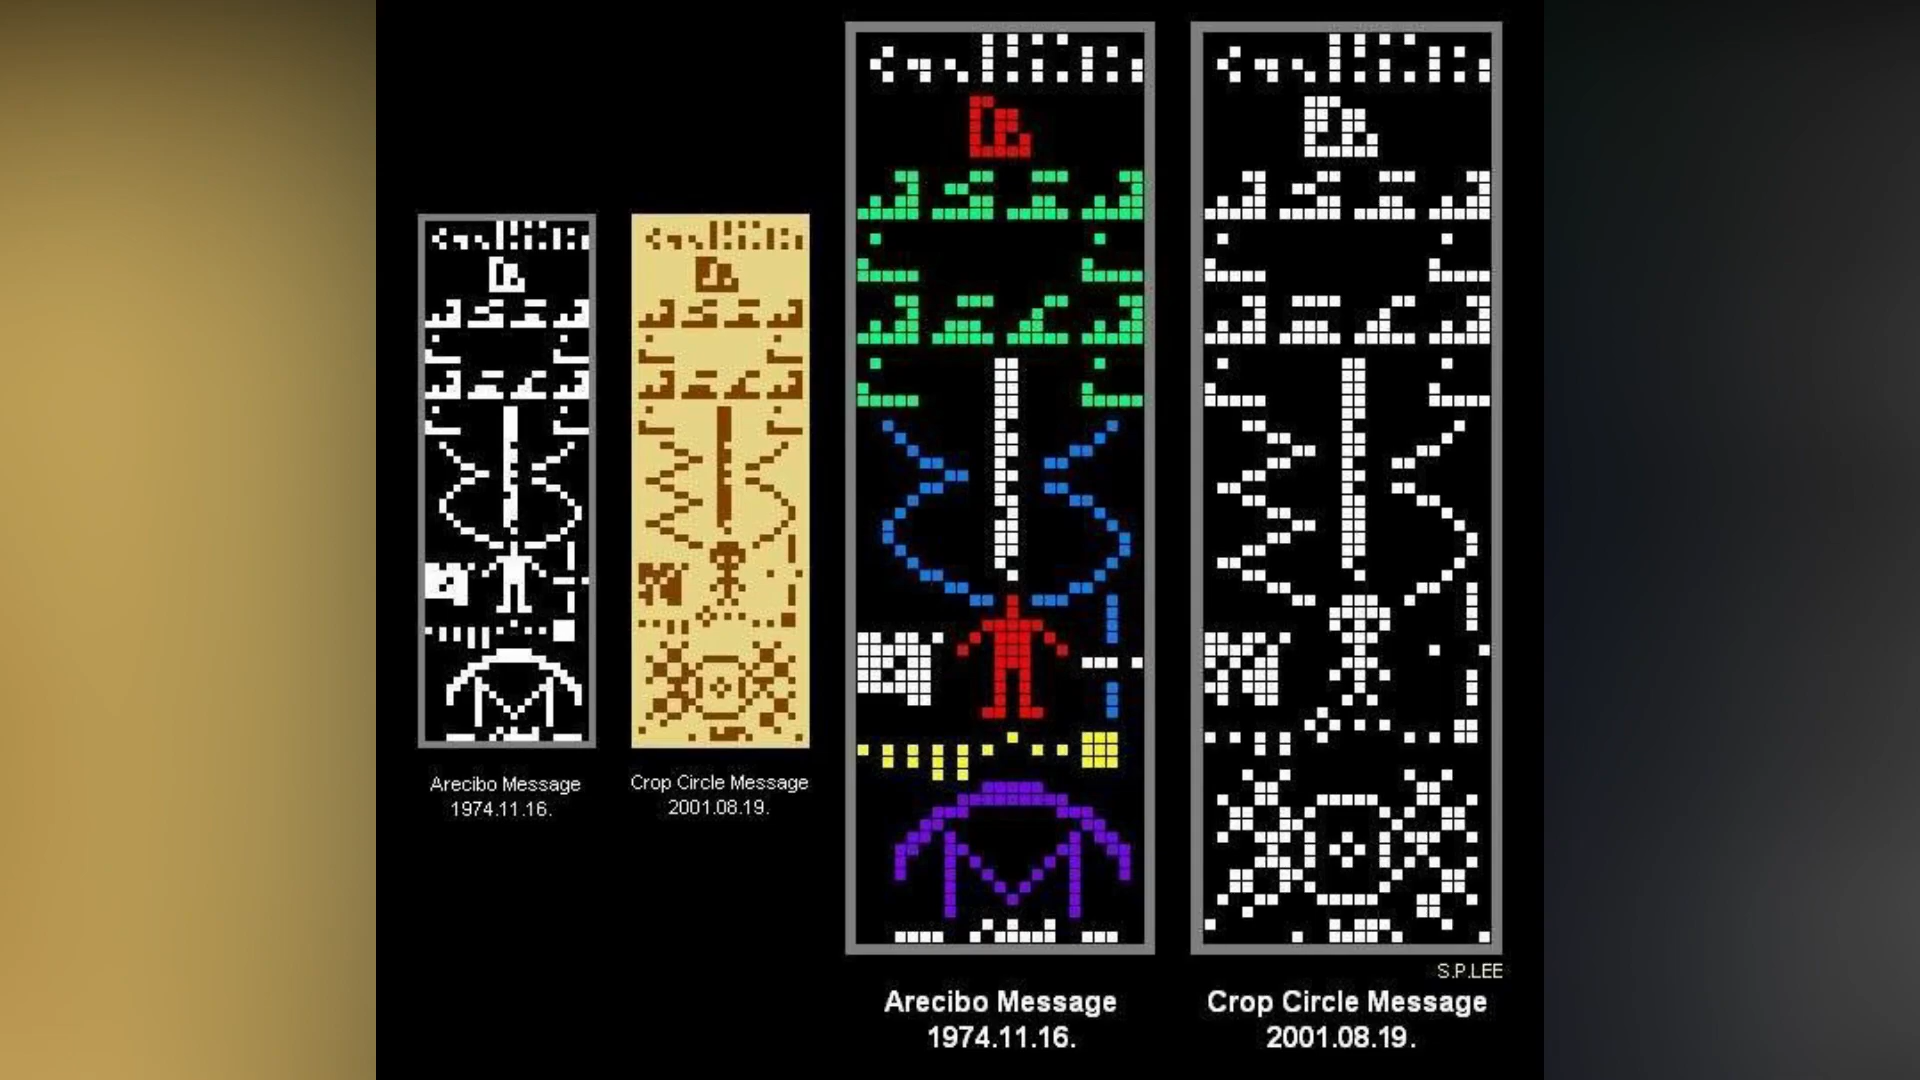 Arecibo Message
1974.11.16.
Crop Circle Message
2001.08.19.
S.P.LEE
Arecibo Message
1974.11.16.
Crop Circle Message
2001.08.19.